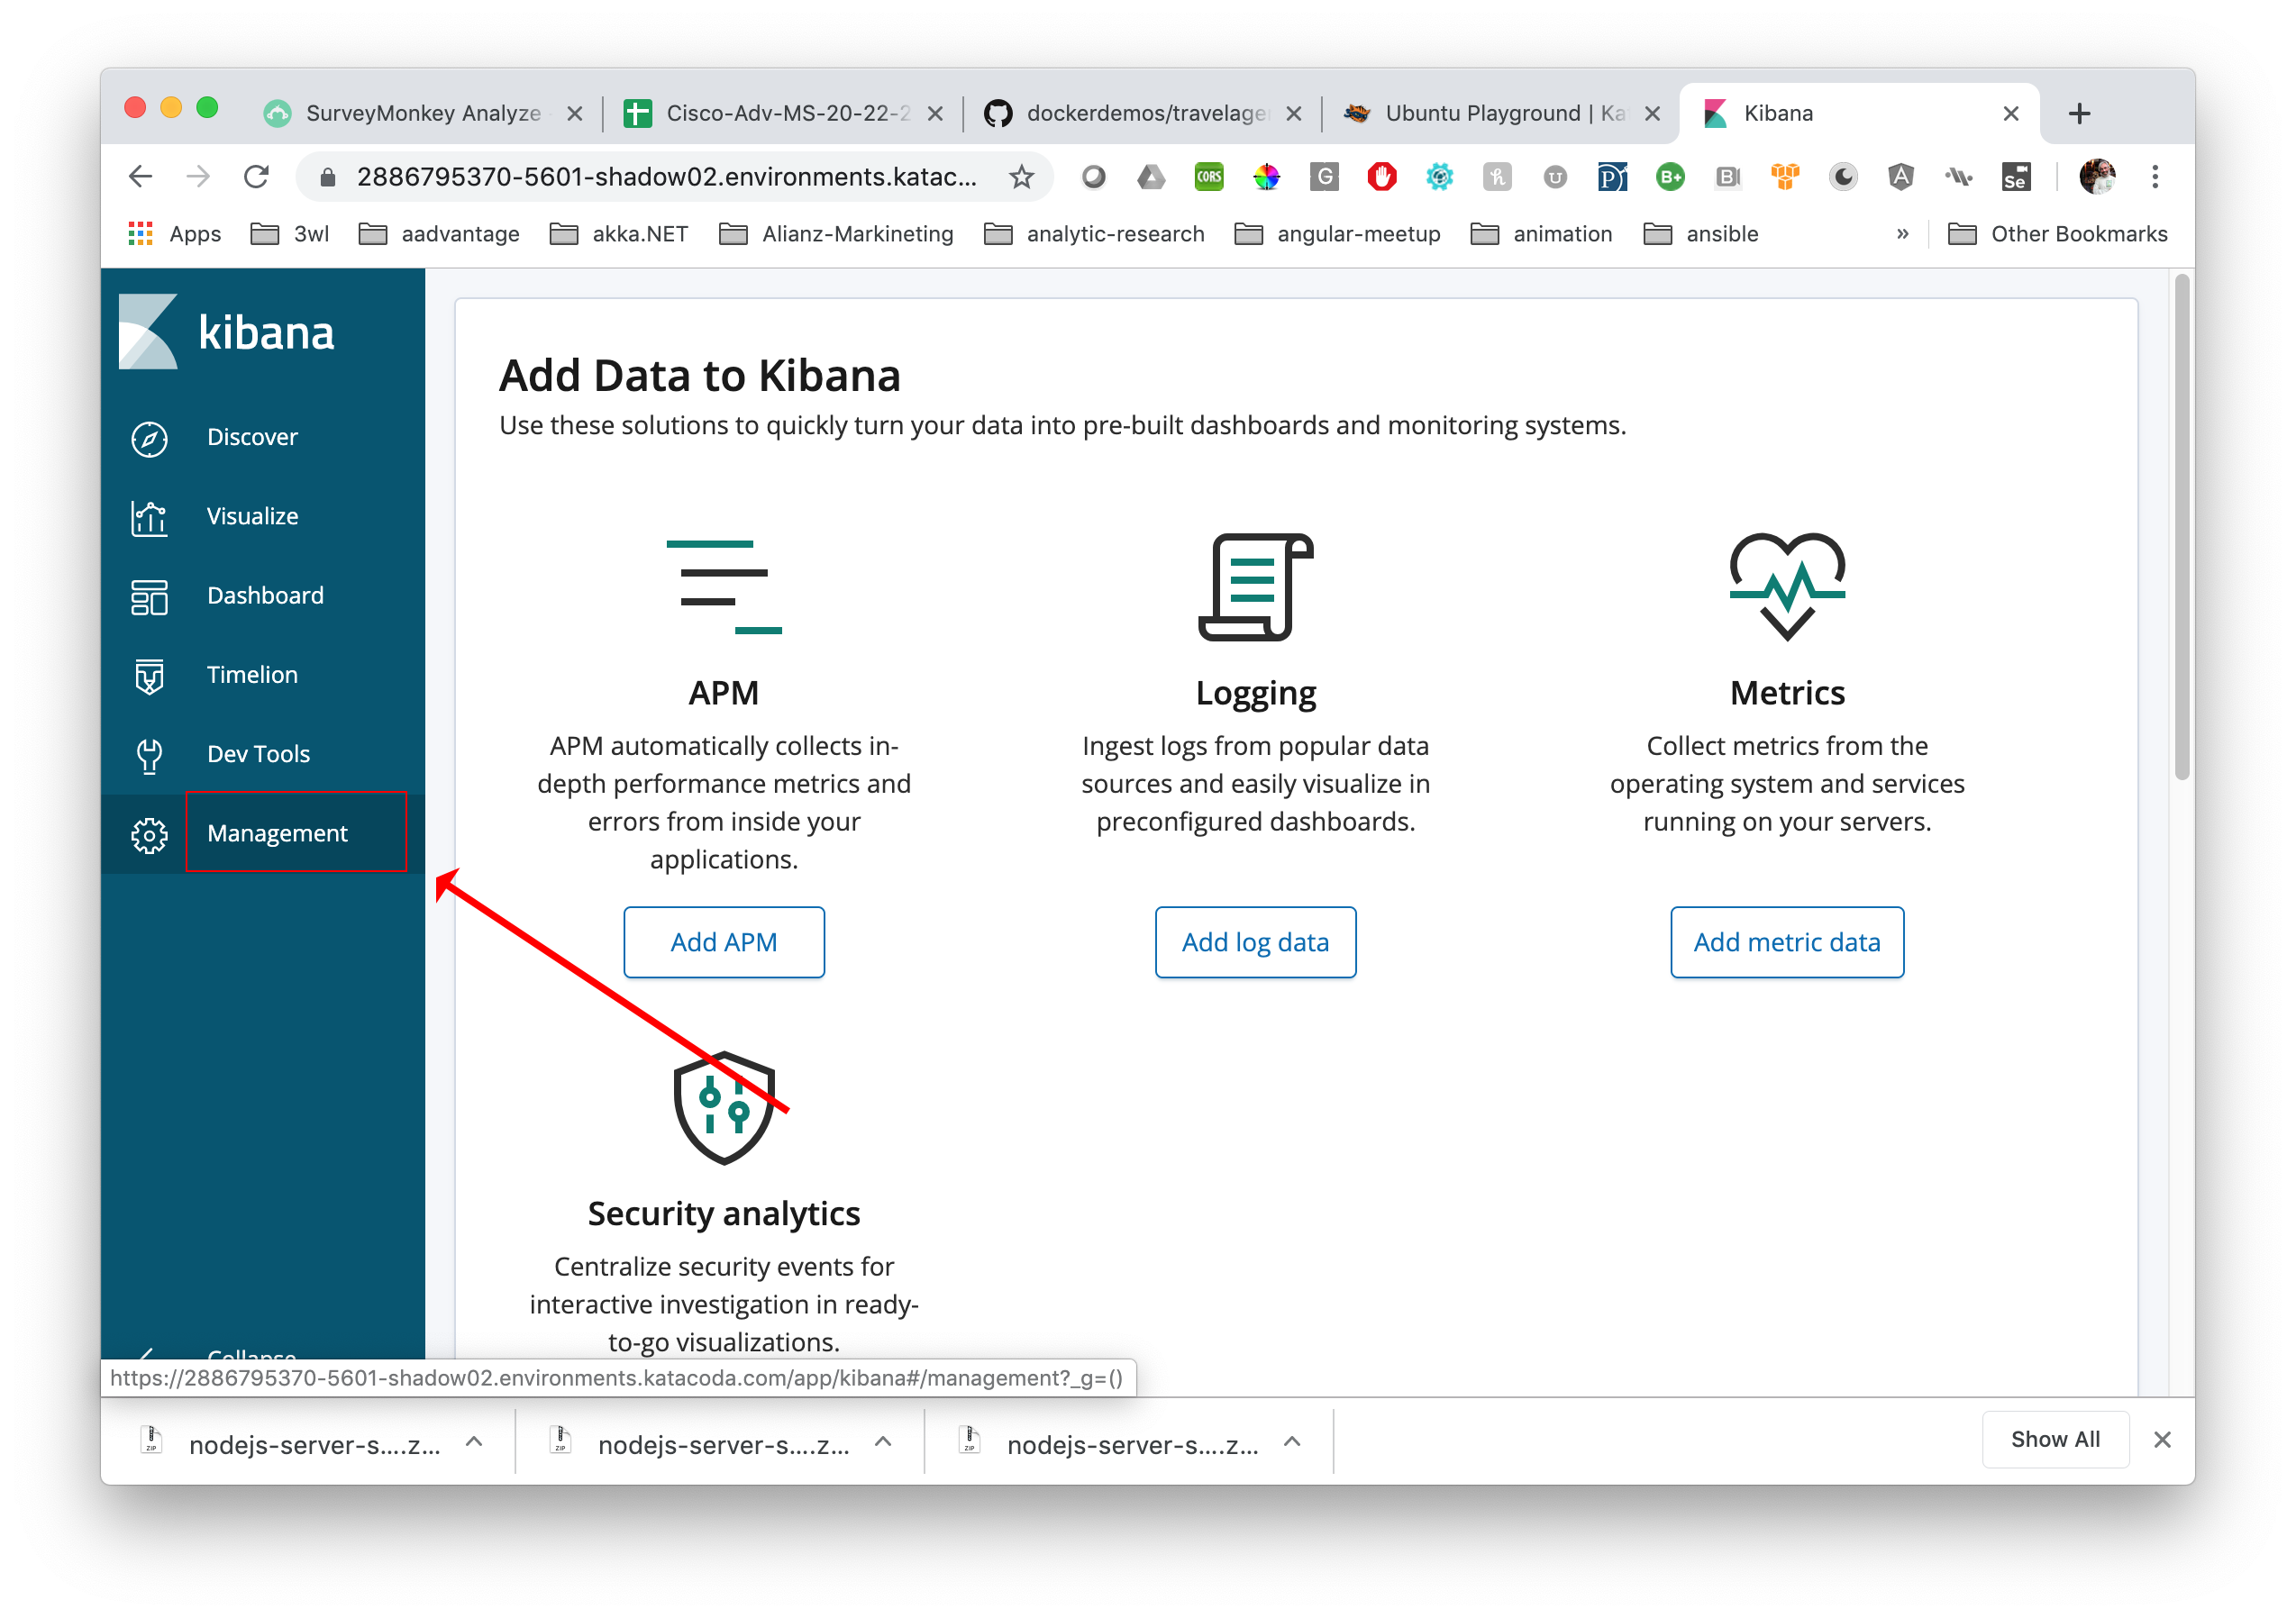 SurveyMonkey Analyze
Cisco-Adv-MS-20-22-2
dockerdemos/travelage
Ubuntu Playground | Ka
Kibana
2886795370-5601-shadow02.environments.katac...
CORS
G
h
U
P
B+
B
A
Se
Apps
3wl
aadvantage
akka.NET
Alianz-Markineting
analytic-research
angular-meetup
animation
ansible
»
Other Bookmarks
kibana
Discover
Visualize
Dashboard
Timelion
Dev Tools
Management
Collapse
Add Data to Kibana
Use these solutions to quickly turn your data into pre-built dashboards and monitoring systems.
APM
APM automatically collects in-
depth performance metrics and
errors from inside your
applications.
Add APM
Logging
Ingest logs from popular data
sources and easily visualize in
preconfigured dashboards.
Add log data
Metrics
Collect metrics from the
operating system and services
running on your servers.
Add metric data
Security analytics
Centralize security events for
interactive investigation in ready-
to-go visualizations.
https://2886795370-5601-shadow02.environments.katacoda.com/app/kibana#/management?_g=()
ZIP
nodejs-server-s....z...
ZIP
nodejs-server-s....z...
ZIP
nodejs-server-s....z...
Show All